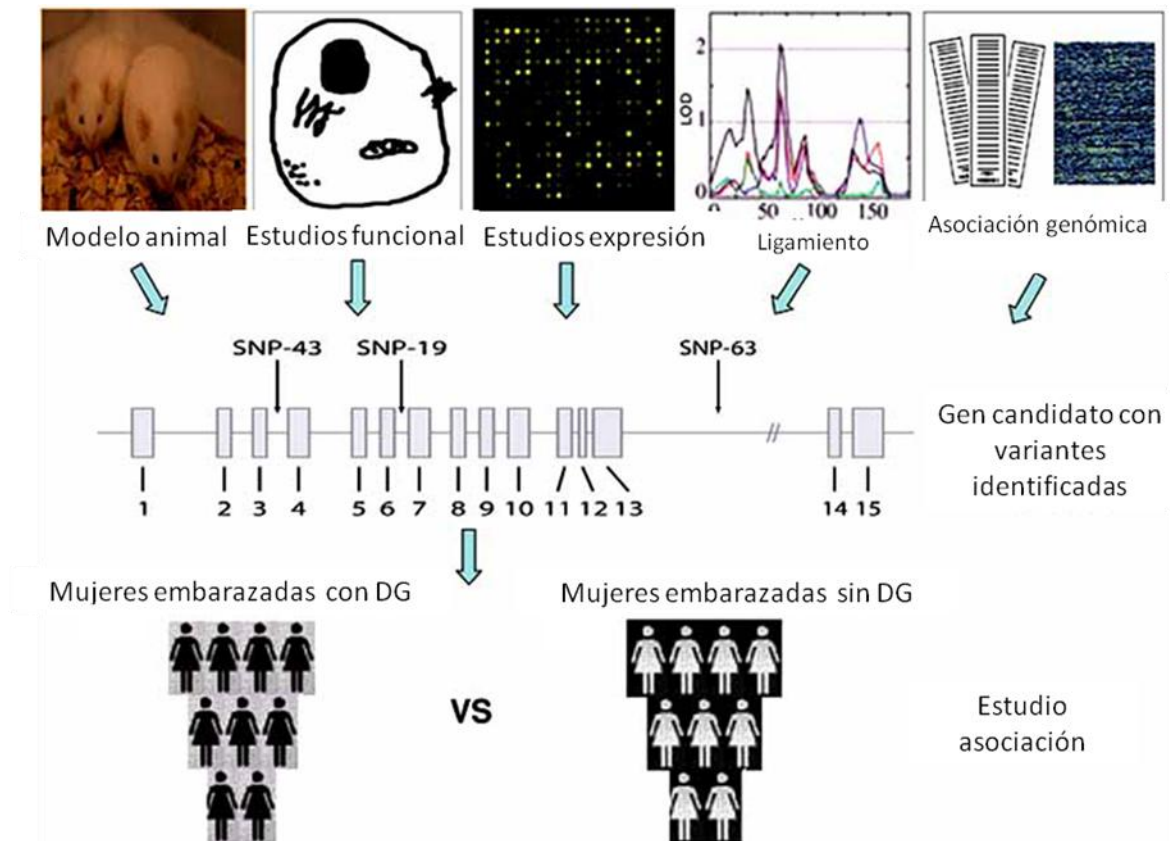 2
1
0
LOD
0 50 100 150
Modelo animal
Estudios funcional
Estudios expresión
Ligamiento
Asociación genómica
SNP-43
SNP-19
SNP-63
Gen candidato con
variantes
identificadas
1 2 3 4 5 6 7 8 9 10 11 12 13 14 15
Mujeres embarazadas con DG
Mujeres embarazadas sin DG
VS
Estudio
asociación